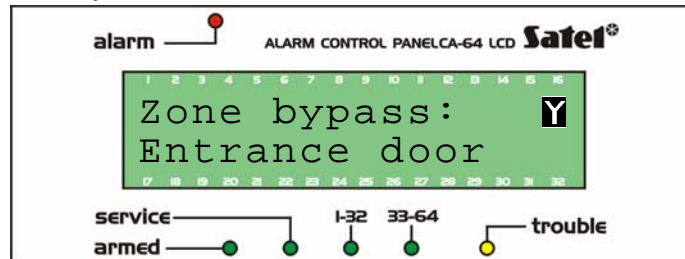 alarm ALARM CONTROL PANELCA-64 LCD Satel®
1 2 3 4 5 6 7 8 9 10 11 12 13 14 15 16
Zone bypass: Y
Entrance door
17 18 19 20 21 22 23 24 25 26 27 28 29 30 31 32
service 1-32 33-64 trouble
armed